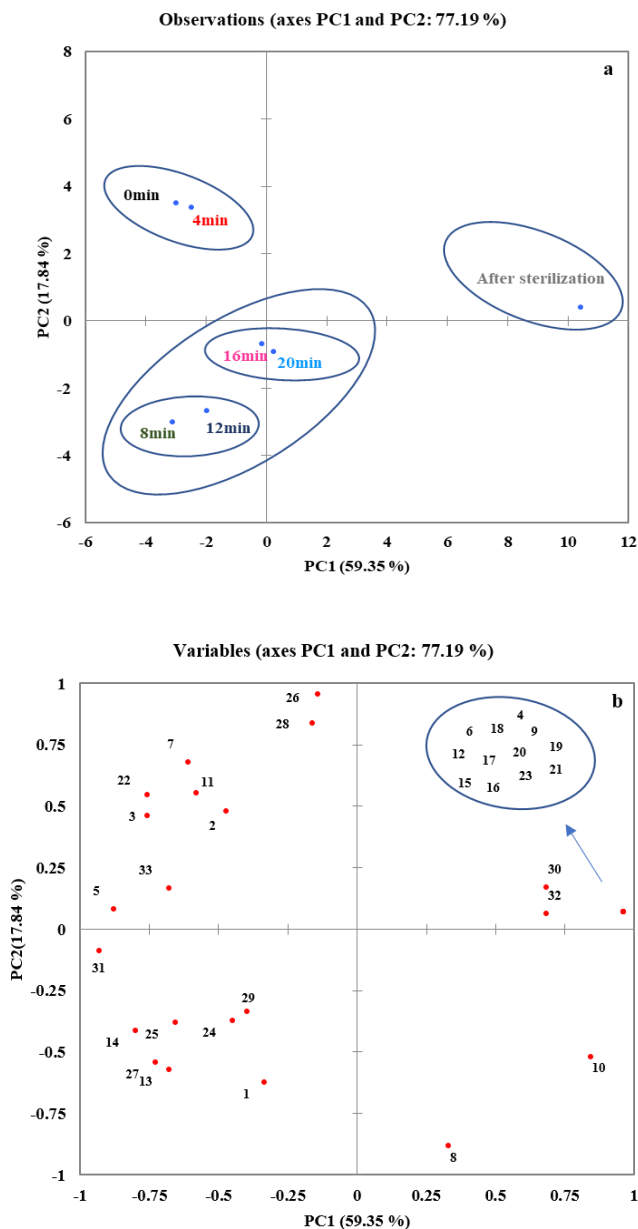 Observations (axes PC1 and PC2: 77.19 %)
8
a
6
4
0min
4min
2
After sterilization
0
16min
20min
-2
8min
12min
-4
-6
-6 -4 -2 0 2 4 6 8 10 12
PC1 (59.35 %)
PC2 (17.84 %)
Variables (axes PC1 and PC2: 77.19 %)
1
b
26
4
6 18 9
28
7
0.75
12 17 20 19
22 11
15 16 23 21
0.5
3 2
33
0.25
30
5
32
0
31
-0.25
29
14 25 24
-0.5
27 13
1
10
-0.75
8
-1
-1 -0.75 -0.5 -0.25 0 0.25 0.5 0.75 1
PC1 (59.35 %)
PC2(17.84 %)